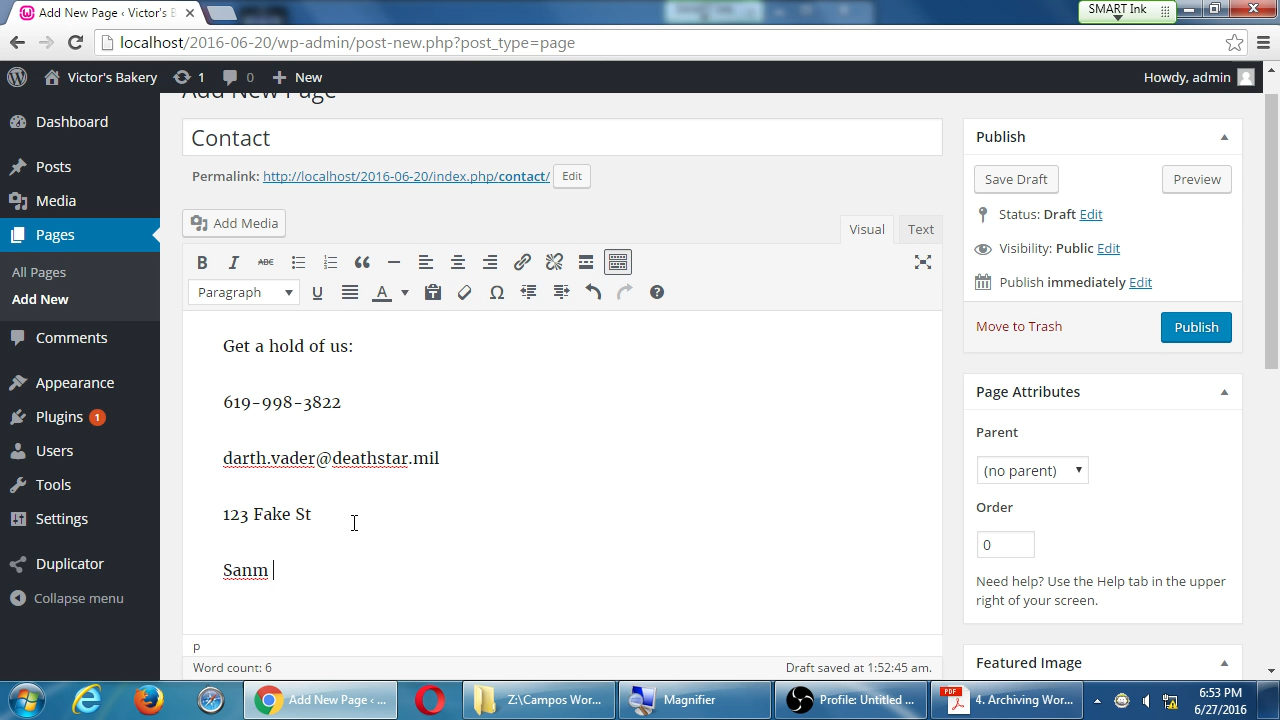 Add New Page ‹ Victor's B
SMART Ink
localhost/2016-06-20/wp-admin/post-new.php?post_type=page
Victor's Bakery 1 0 + New
Howdy, admin
Add New Page
Dashboard
Posts
Media
Pages
All Pages
Add New
Comments
Appearance
Plugins 1
Users
Tools
Settings
Duplicator
Collapse menu
Contact
Permalink: http://localhost/2016-06-20/index.php/contact/ Edit
Add Media
Visual Text
B I ABC
Paragraph U A Ω ?
Get a hold of us:
619-998-3822
darth.vader@deathstar.mil
123 Fake St
Sanm
p
Word count: 6
Draft saved at 1:52:45 am.
Publish
Save Draft Preview
Status: Draft Edit
Visibility: Public Edit
Publish immediately Edit
Move to Trash Publish
Page Attributes
Parent
(no parent)
Order
0
Need help? Use the Help tab in the upper
right of your screen.
Featured Image
Add New Page ‹ ...
Z:\Campos Wor...
Magnifier
Profile: Untitled ...
PDF
4. Archiving Wor...
6:53 PM
6/27/2016